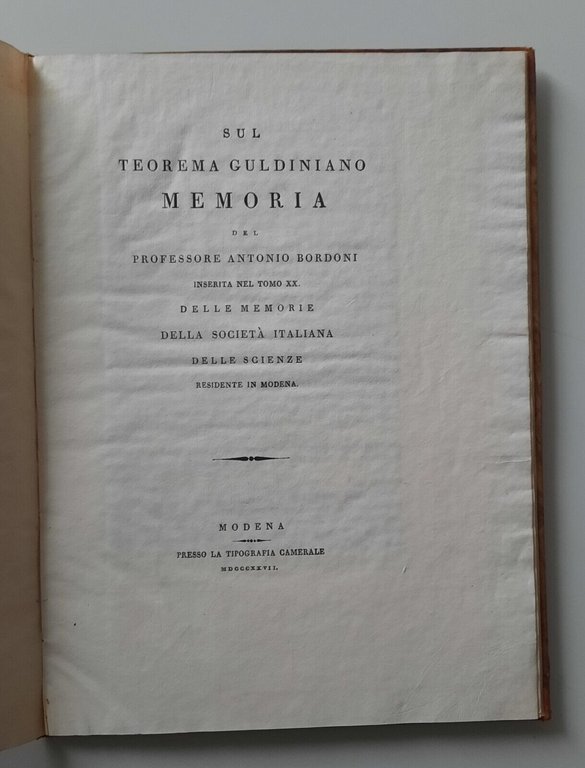 SUL
TEOREMA GULDINIANO
MEMORIA
DEL
PROFESSORE ANTONIO BORDONI
INSERITA NEL TOMO XX.
DELLE MEMORIE
DELLA SOCIETÀ ITALIANA
DELLE SCIENZE
RESIDENTE IN MODENA.
MODENA
PRESSO LA TIPOGRAFIA CAMERALE
MDCCCXXVII.